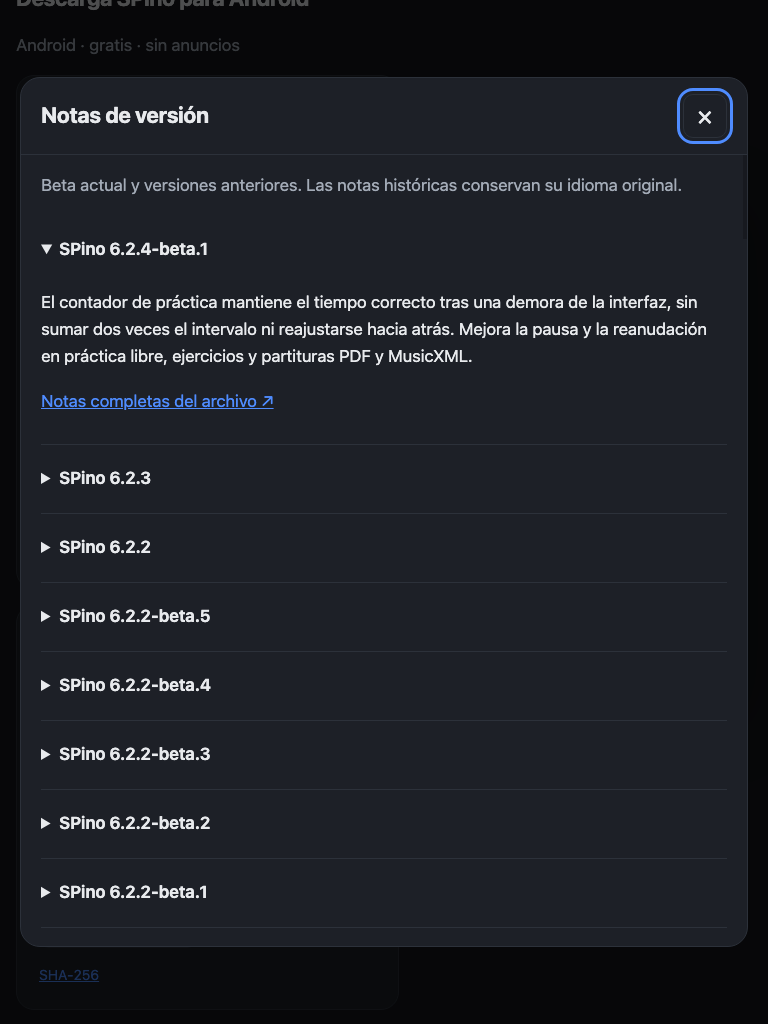 Descarga SPino para Android
Android · gratis · sin anuncios
Notas de versión
×
Beta actual y versiones anteriores. Las notas históricas conservan su idioma original.
▼ SPino 6.2.4-beta.1
El contador de práctica mantiene el tiempo correcto tras una demora de la interfaz, sin
sumar dos veces el intervalo ni reajustarse hacia atrás. Mejora la pausa y la reanudación
en práctica libre, ejercicios y partituras PDF y MusicXML.
Notas completas del archivo ↗
▶ SPino 6.2.3
▶ SPino 6.2.2
▶ SPino 6.2.2-beta.5
▶ SPino 6.2.2-beta.4
▶ SPino 6.2.2-beta.3
▶ SPino 6.2.2-beta.2
▶ SPino 6.2.2-beta.1
SHA-256